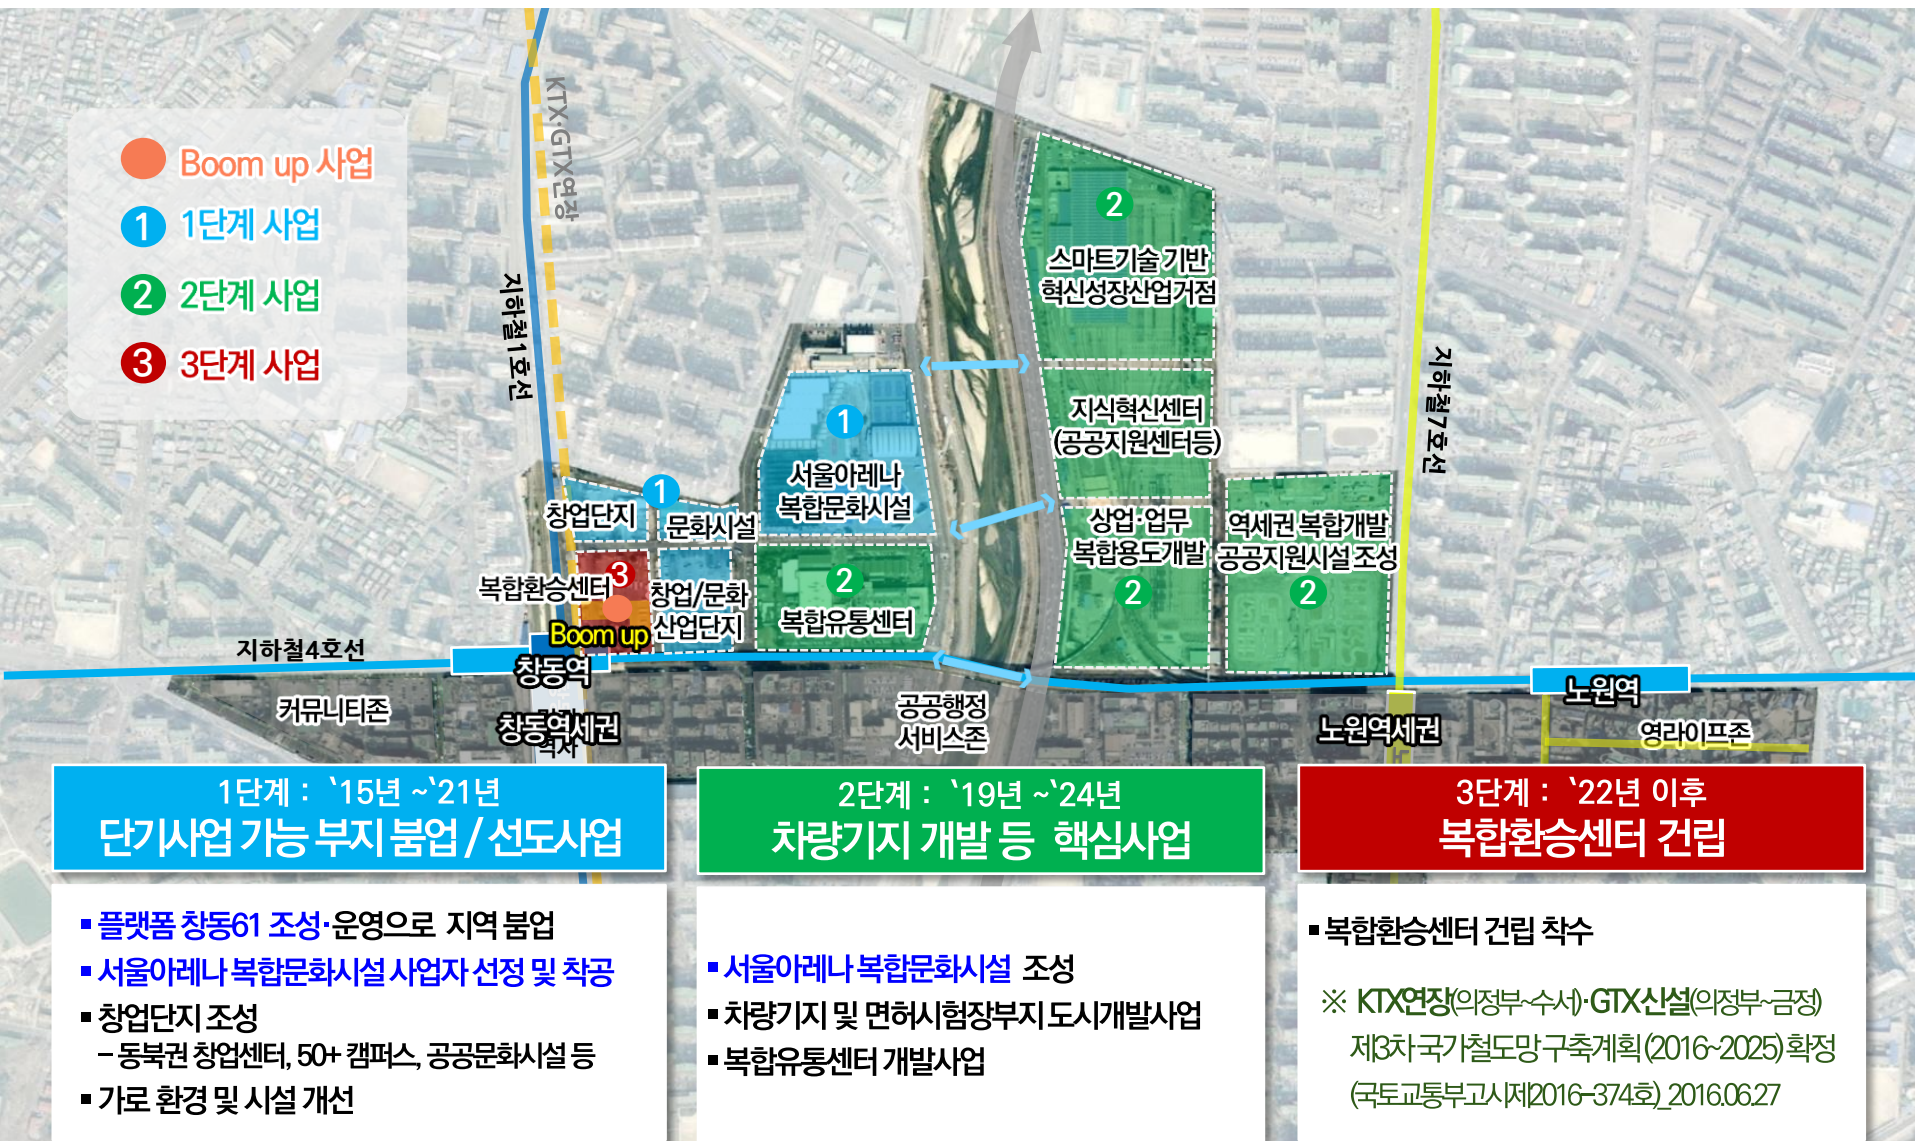 Boom up 사업
1 1단계 사업
2 2단계 사업
3 3단계 사업
KTX·GTX연장
지하철1호선
지하철7호선
2
스마트기술 기반
혁신성장산업거점
지식혁신센터
(공공지원센터등)
1
서울아레나
복합문화시설
1
창업단지
문화시설
상업·업무
복합용도개발
2
역세권 복합개발
공공지원시설 조성
2
복합환승센터
3
Boom up
창업/문화
산업단지
2
복합유통센터
지하철4호선
창동역
노원역
커뮤니티존
창동역세권
역사
공공행정
서비스존
노원역세권
영라이프존
1단계 : ‵15년 ~‵21년
단기사업 가능 부지 붐업 / 선도사업
▪ 플랫폼 창동61 조성·운영으로 지역 붐업
▪ 서울아레나 복합문화시설 사업자 선정 및 착공
▪ 창업단지 조성
– 동북권 창업센터, 50+ 캠퍼스, 공공문화시설 등
▪ 가로 환경 및 시설 개선
2단계 : ‵19년 ~‵24년
차량기지 개발 등 핵심사업
▪ 서울아레나 복합문화시설 조성
▪ 차량기지 및 면허시험장부지 도시개발사업
▪ 복합유통센터 개발사업
3단계 : ‵22년 이후
복합환승센터 건립
▪ 복합환승센터 건립 착수
※ KTX연장(의정부~수서)·GTX신설(의정부~금정)
제3차 국가철도망 구축계획 (2016~2025) 확정
(국토교통부고시제2016-374호)_2016.06.27